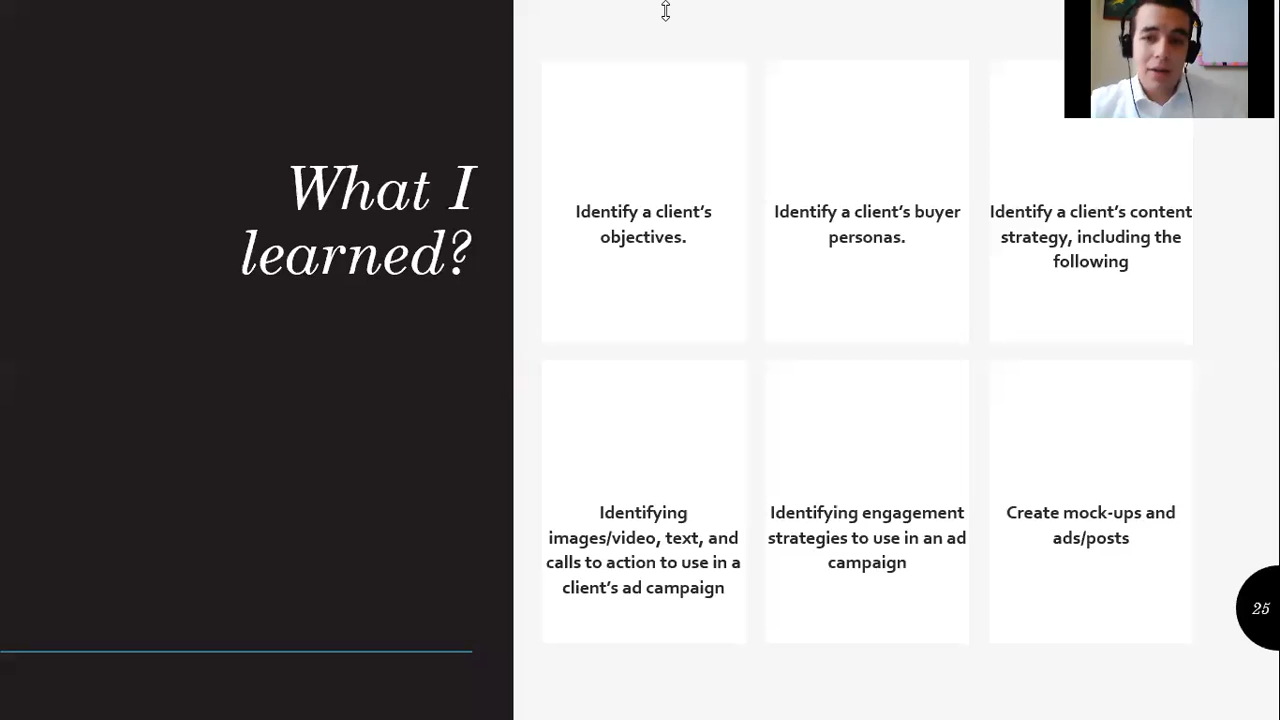 What I
learned?
Identify a client’s
objectives.
Identify a client’s buyer
personas.
Identify a client’s content
strategy, including the
following
Identifying
images/video, text, and
calls to action to use in a
client’s ad campaign
Identifying engagement
strategies to use in an ad
campaign
Create mock-ups and
ads/posts
25